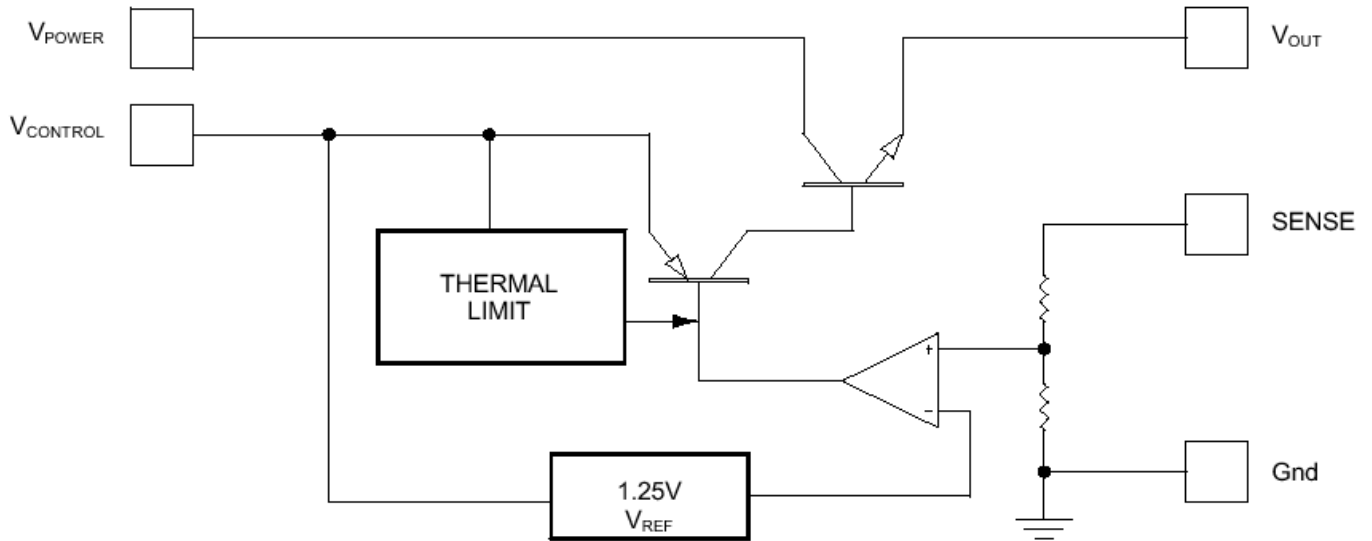 VPOWER
VOUT
VCONTROL
SENSE
THERMAL
LIMIT
+
−
1.25V
VREF
Gnd